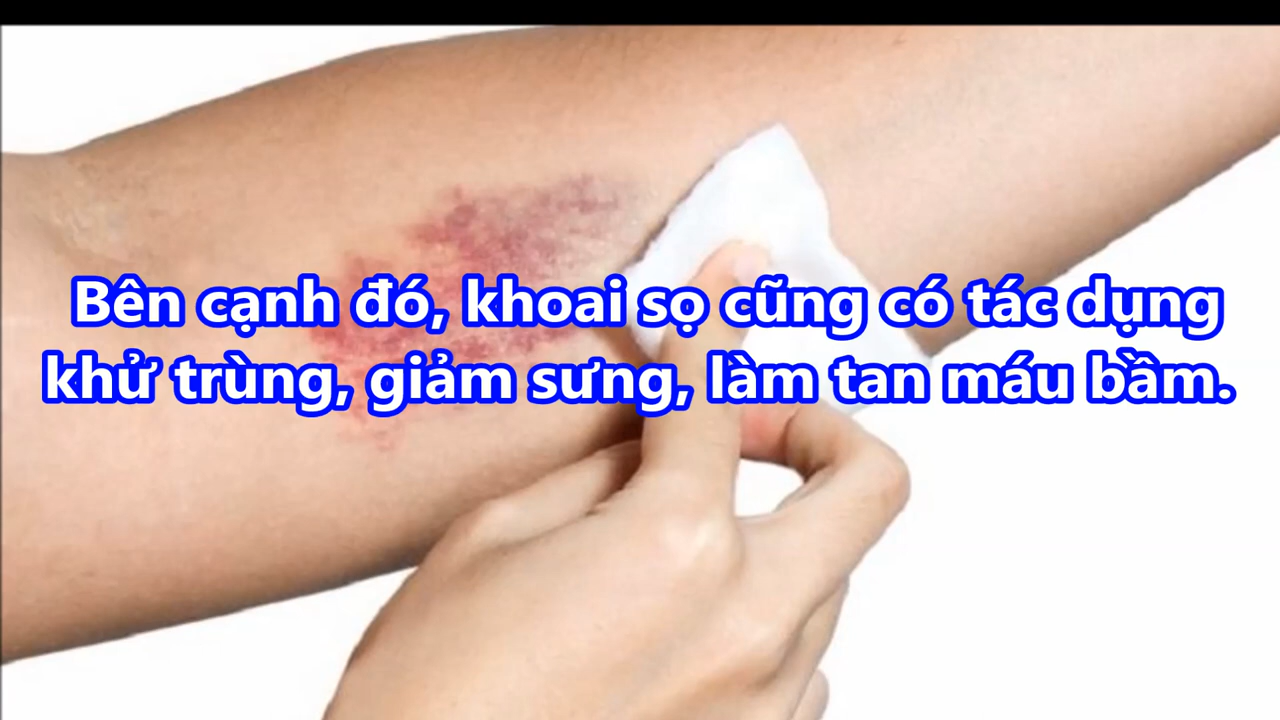 Bên cạnh đó, khoai sọ cũng có tác dụng
khử trùng, giảm sưng, làm tan máu bầm.